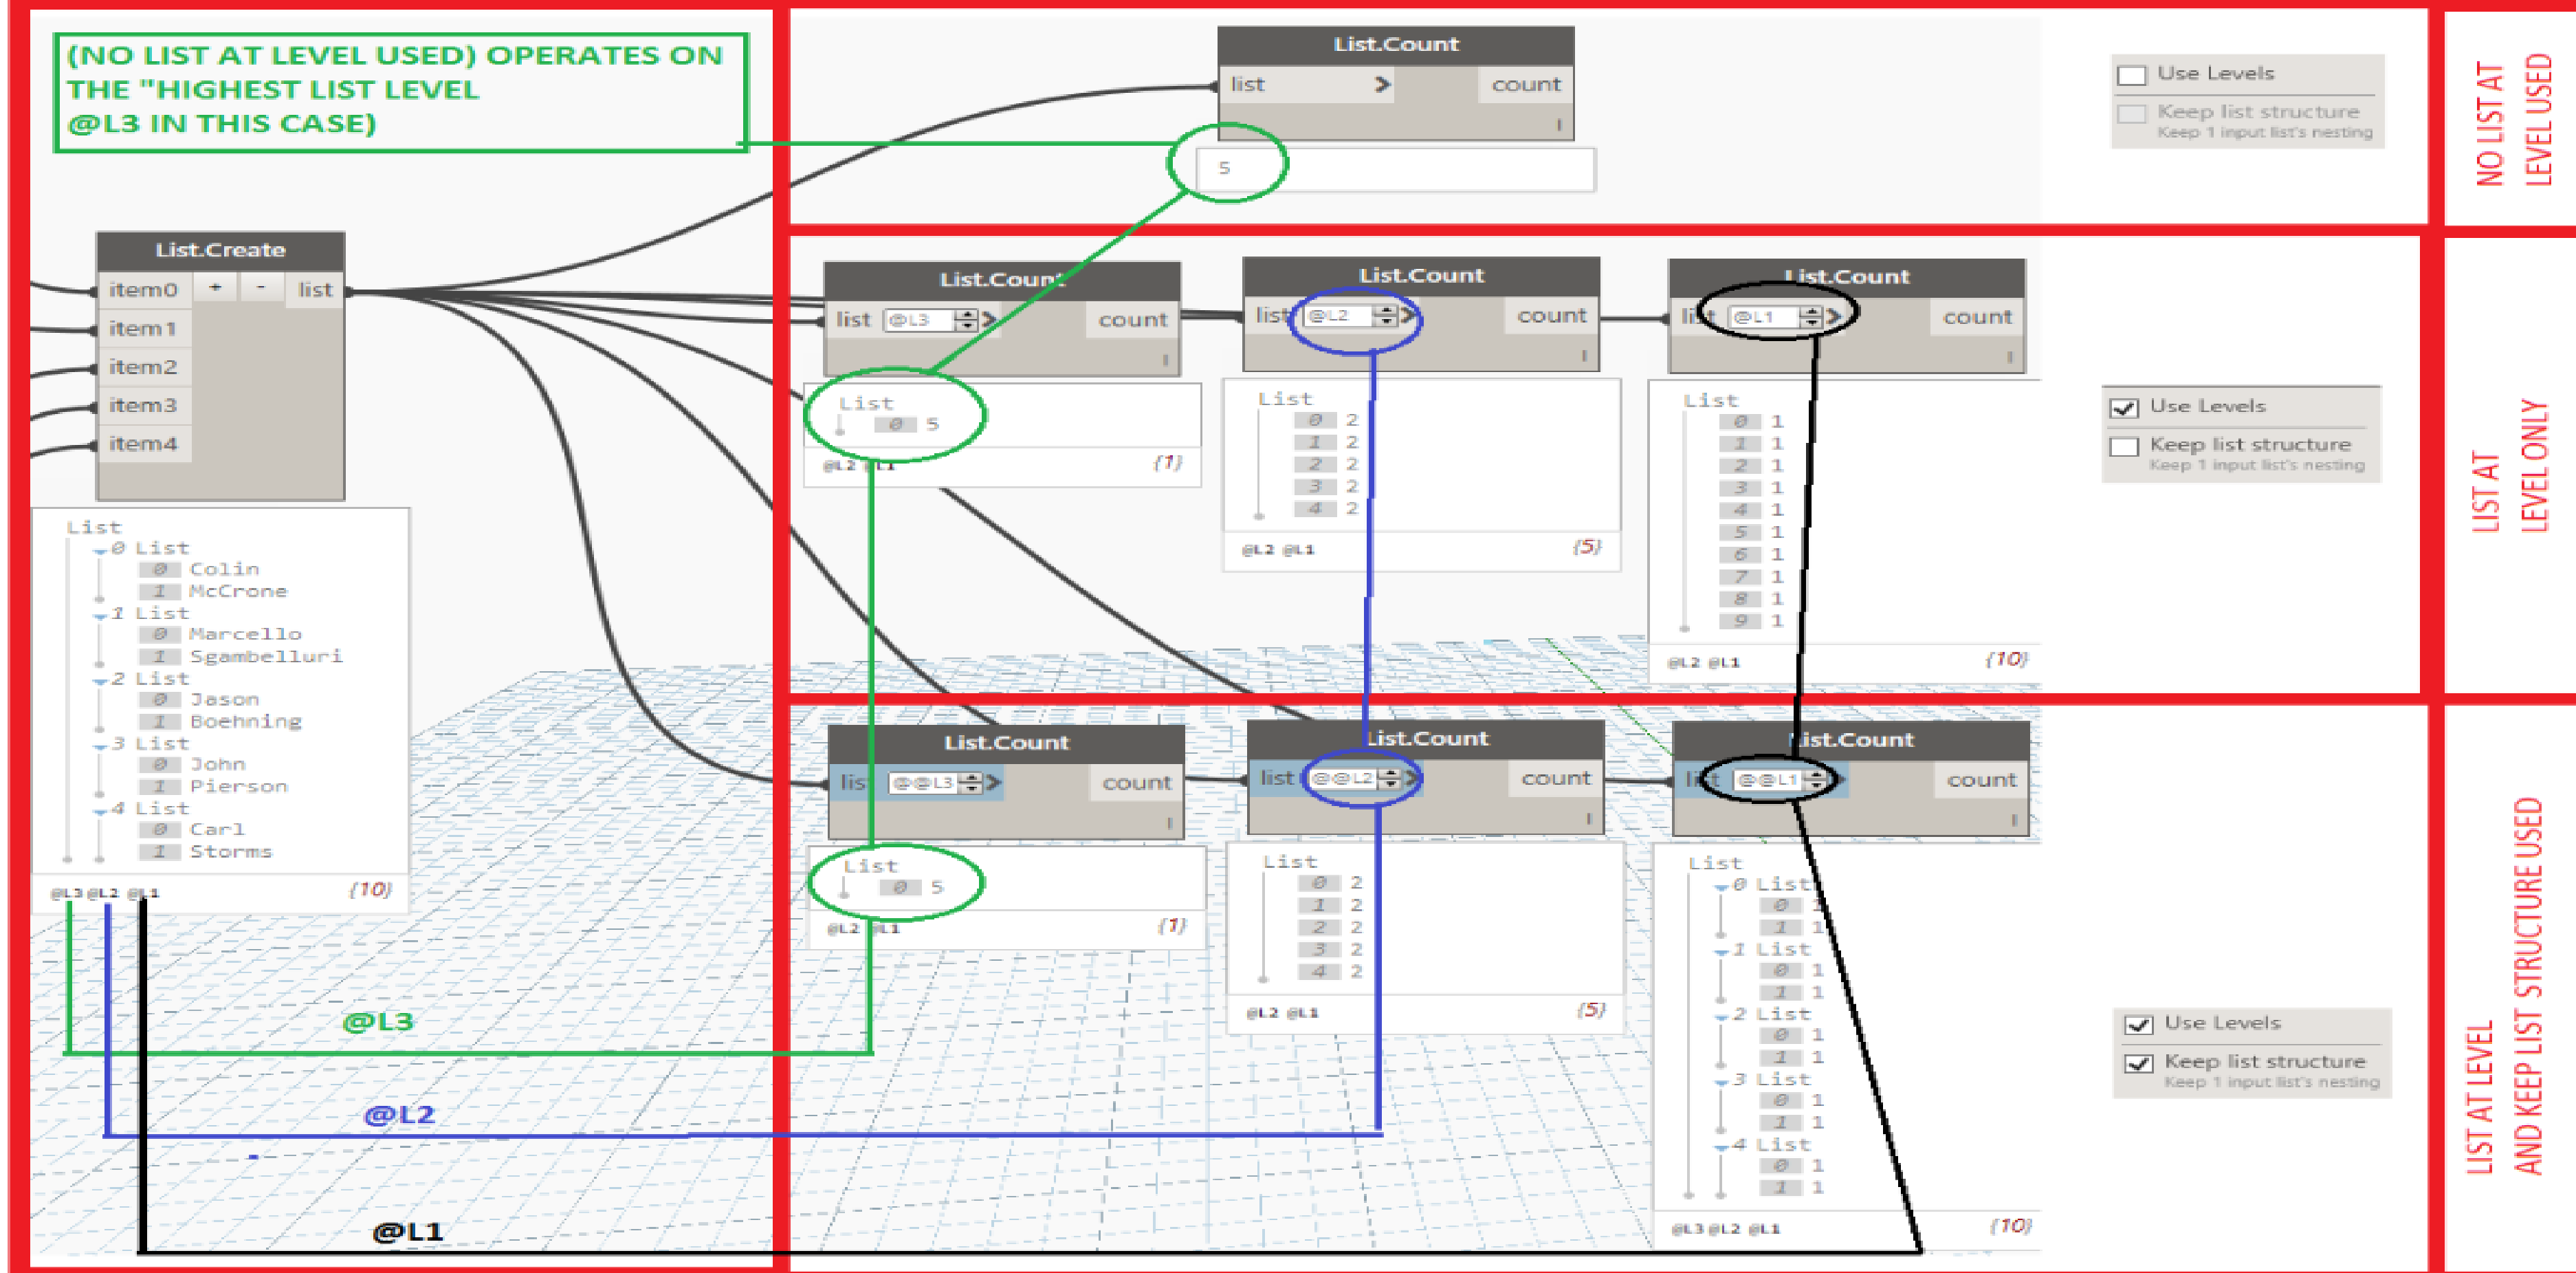 (NO LIST AT LEVEL USED) OPERATES ON
THE "HIGHEST LIST LEVEL
@L3 IN THIS CASE)
List.Create
item0 + - list
item1
item2
item3
item4
List
0 List
0 Colin
1 McCrone
1 List
0 Marcello
1 Sgambelluri
2 List
0 Jason
1 Boehning
3 List
0 John
1 Pierson
4 List
0 Carl
1 Storms
@L3 @L2 @L1 {10}
@L3
@L2
@L1
List.Count
list > count
l
5
Use Levels
Keep list structure
Keep 1 input list's nesting
NO LIST AT
LEVEL USED
List.Count
list @L3 > count
l
List
0 5
@L2 @L1 {1}
List.Count
list @L2 > count
l
List
0 2
1 2
2 2
3 2
4 2
@L2 @L1 {5}
List.Count
list @L1 > count
l
List
0 1
1 1
2 1
3 1
4 1
5 1
6 1
7 1
8 1
9 1
@L2 @L1 {10}
Use Levels
Keep list structure
Keep 1 input list's nesting
LIST AT
LEVEL ONLY
List.Count
list @@L3 > count
l
List
0 5
@L2 @L1 {1}
List.Count
list @@L2 > count
l
List
0 2
1 2
2 2
3 2
4 2
@L2 @L1 {5}
List.Count
list @@L1 > count
l
List
0 List
0 1
1 1
1 List
0 1
1 1
2 List
0 1
1 1
3 List
0 1
1 1
4 List
0 1
1 1
@L3 @L2 @L1 {10}
Use Levels
Keep list structure
Keep 1 input list's nesting
LIST AT LEVEL
AND KEEP LIST STRUCTURE USED